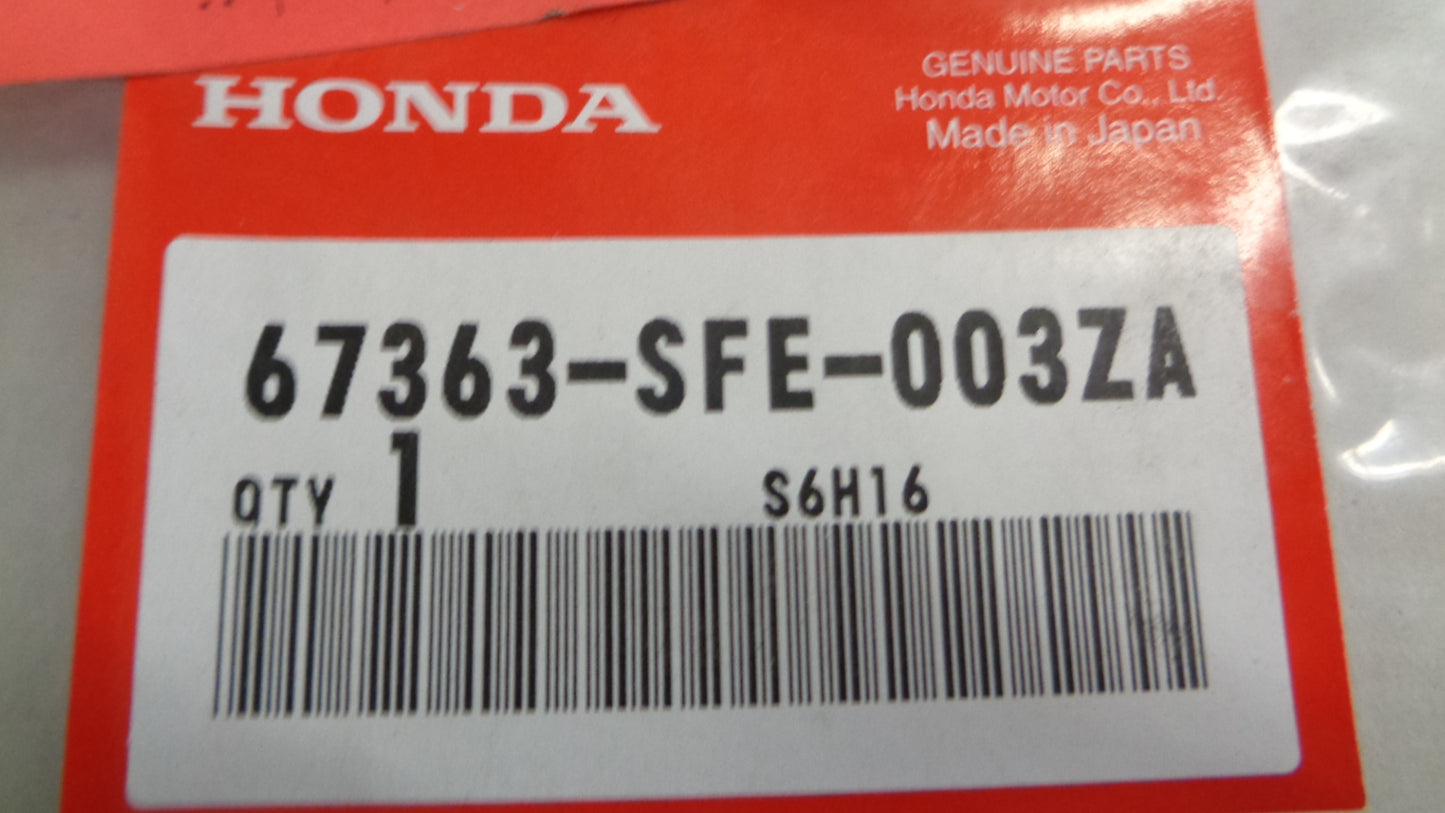 HONDA
GENUINE PARTS
Honda Motor Co., Ltd.
Made in Japan
67363-SFE-003ZA
QTY 1 S6H16